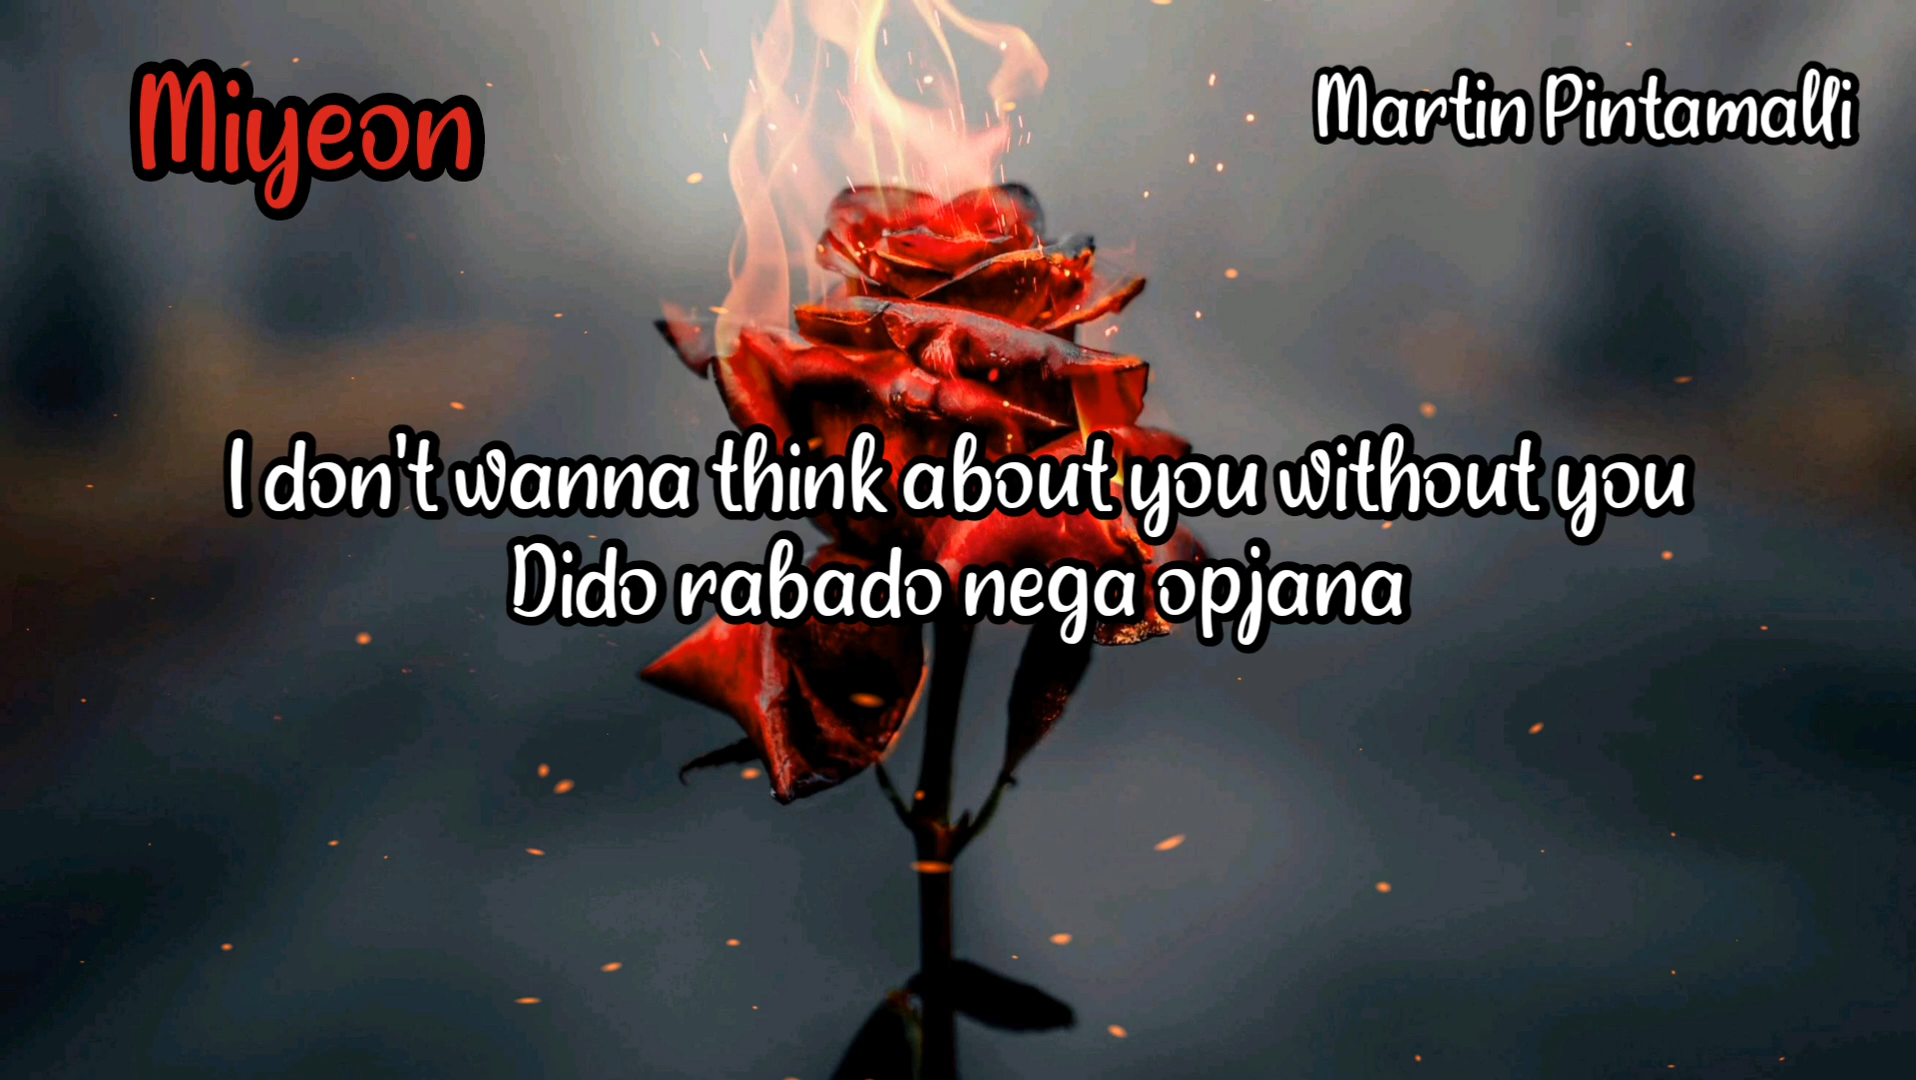 Miyeon
Martin Pintamalli
I don't wanna think about you without you
Dido rabado nega opjana